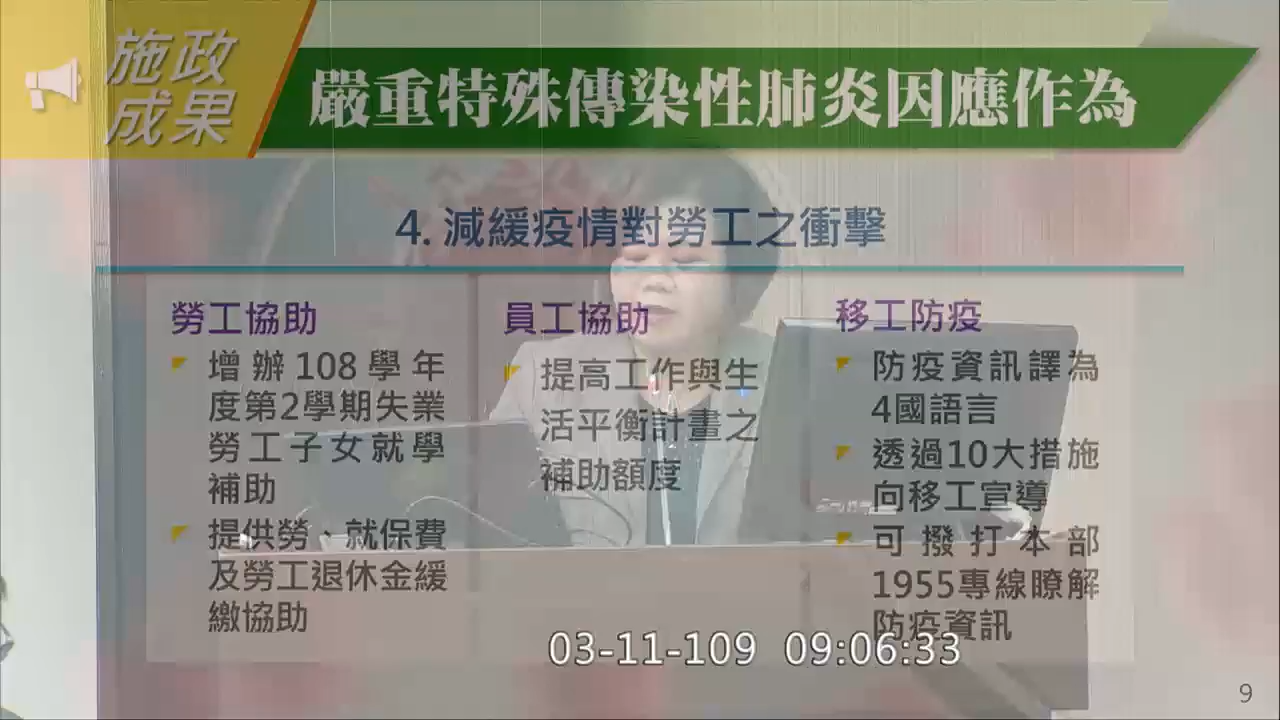 施政
成果
嚴重特殊傳染性肺炎因應作為
4. 減緩疫情對勞工之衝擊
勞工協助
增辦108學年
度第2學期失業
勞工子女就學
補助
提供勞、就保費
及勞工退休金緩
繳協助
員工協助
提高工作與生
活平衡計畫之
補助額度
移工防疫
防疫資訊譯為
4國語言
透過10大措施
向移工宣導
可撥打本部
1955專線瞭解
防疫資訊
03-11-109 09:06:33
9